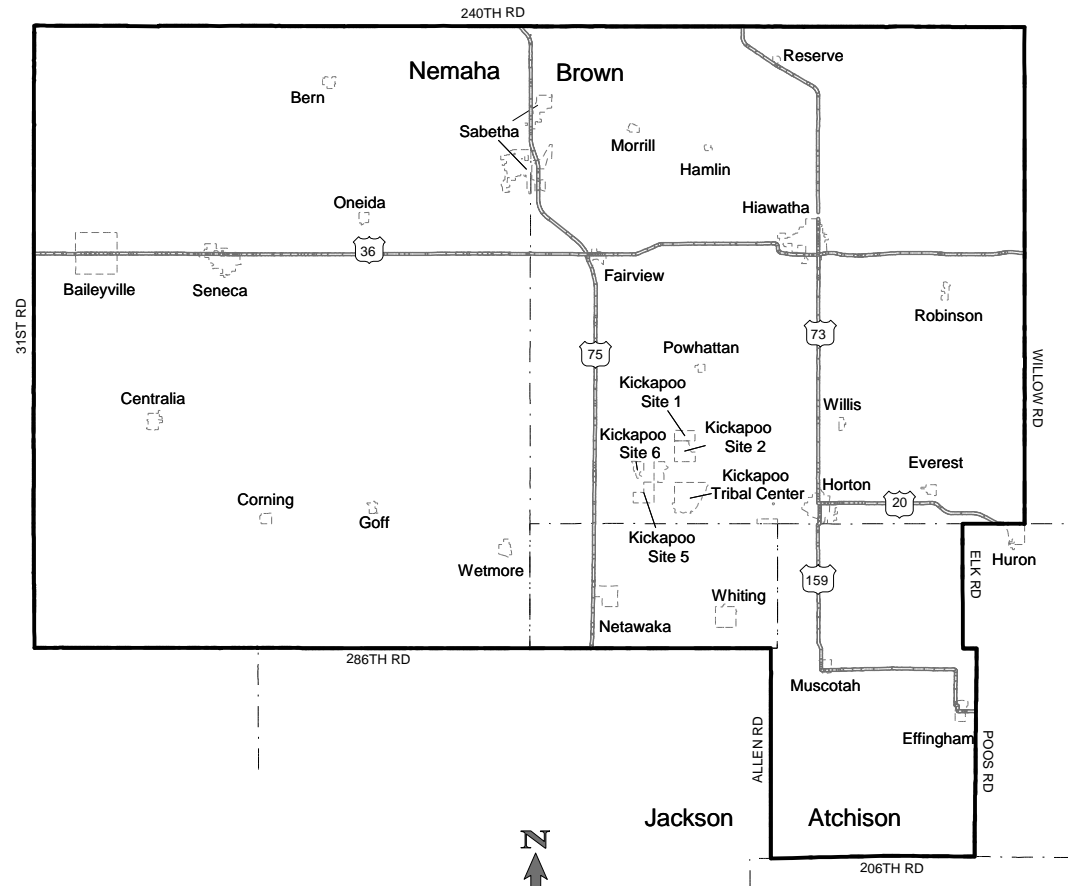 240TH RD
Reserve
Nemaha
Brown
Bern
Sabetha
Morrill
Hamlin
Oneida
Hiawatha
36
Baileyville
Seneca
Fairview
31ST RD
Robinson
73
75
Powhattan
WILLOW RD
Kickapoo
Site 1
Centralia
Willis
Kickapoo
Site 6
Kickapoo
Site 2
Everest
Kickapoo
Tribal Center
Horton
Corning
20
Goff
Kickapoo
Site 5
Huron
Wetmore
ELK RD
159
Whiting
Netawaka
286TH RD
Muscotah
Effingham
ALLEN RD
POOS RD
Jackson
Atchison
N
206TH RD